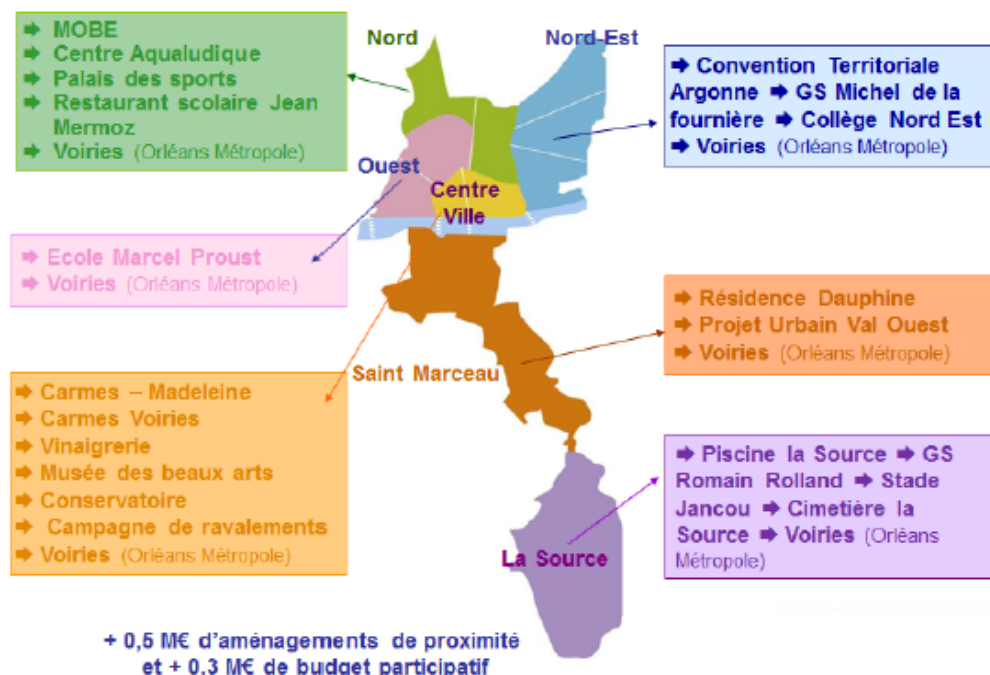 Nord
Nord-Est
➡ MOBE
➡ Centre Aqualudique
➡ Palais des sports
➡ Restaurant scolaire Jean
Mermoz
➡ Voiries (Orléans Métropole)
➡ Convention Territoriale
Argonne ➡ GS Michel de la
fournière ➡ Collège Nord Est
➡ Voiries (Orléans Métropole)
Ouest
Centre
Ville
➡ Ecole Marcel Proust
➡ Voiries (Orléans Métropole)
➡ Résidence Dauphine
➡ Projet Urbain Val Ouest
➡ Voiries (Orléans Métropole)
Saint Marceau
➡ Carmes – Madeleine
➡ Carmes Voiries
➡ Vinaigrerie
➡ Musée des beaux arts
➡ Conservatoire
➡ Campagne de ravalements
➡ Voiries (Orléans Métropole)
➡ Piscine la Source ➡ GS
Romain Rolland ➡ Stade
Jancou ➡ Cimetière la
Source ➡ Voiries (Orléans
Métropole)
La Source
+ 0,5 M€ d'aménagements de proximité
et + 0,3 M€ de budget participatif